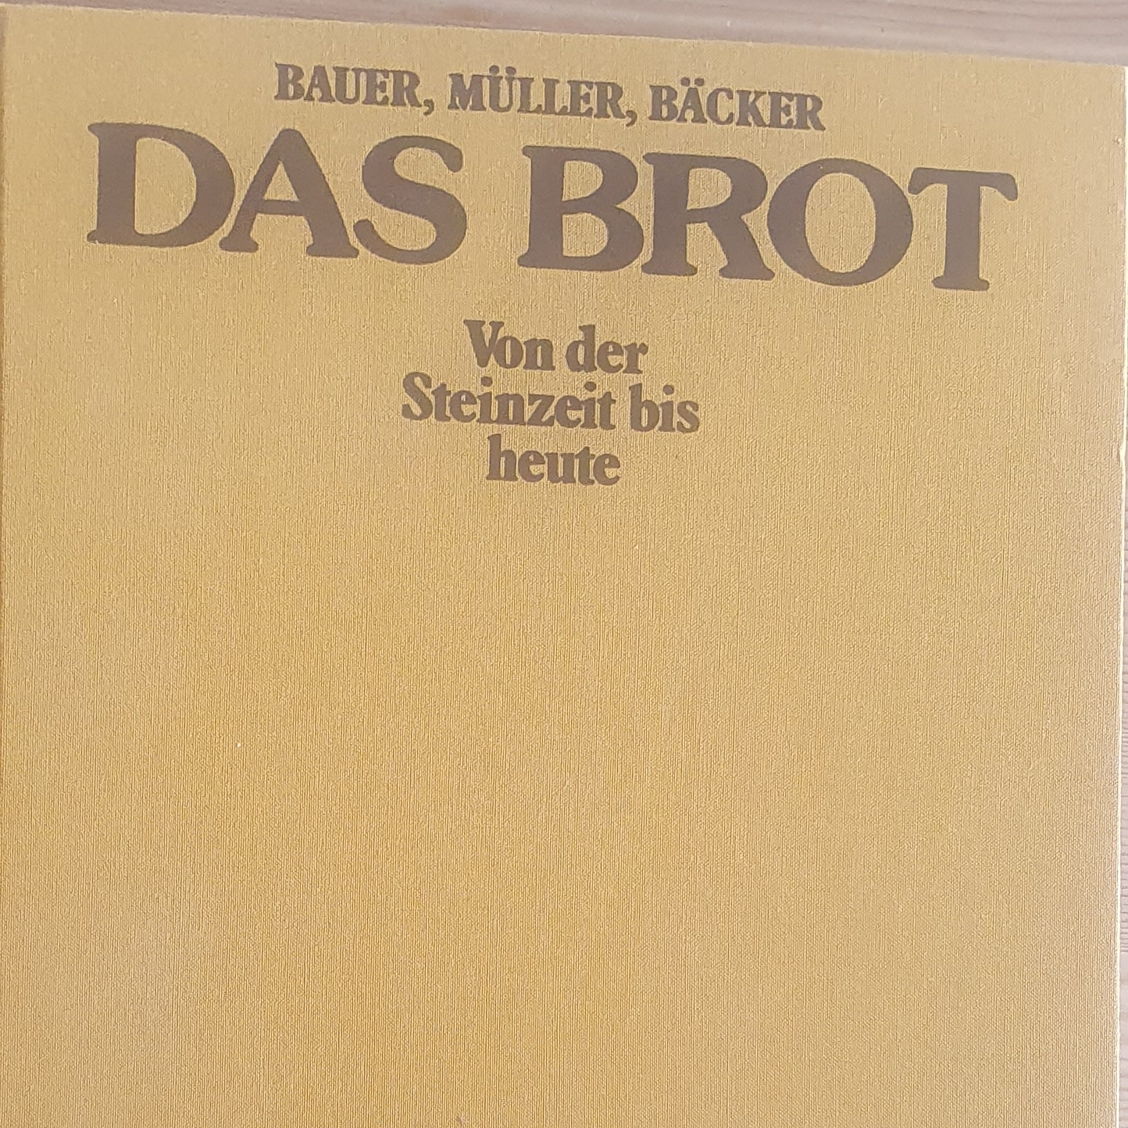 BAUER, MÜLLER, BÄCKER
DAS BROT
Von der
Steinzeit bis
heute